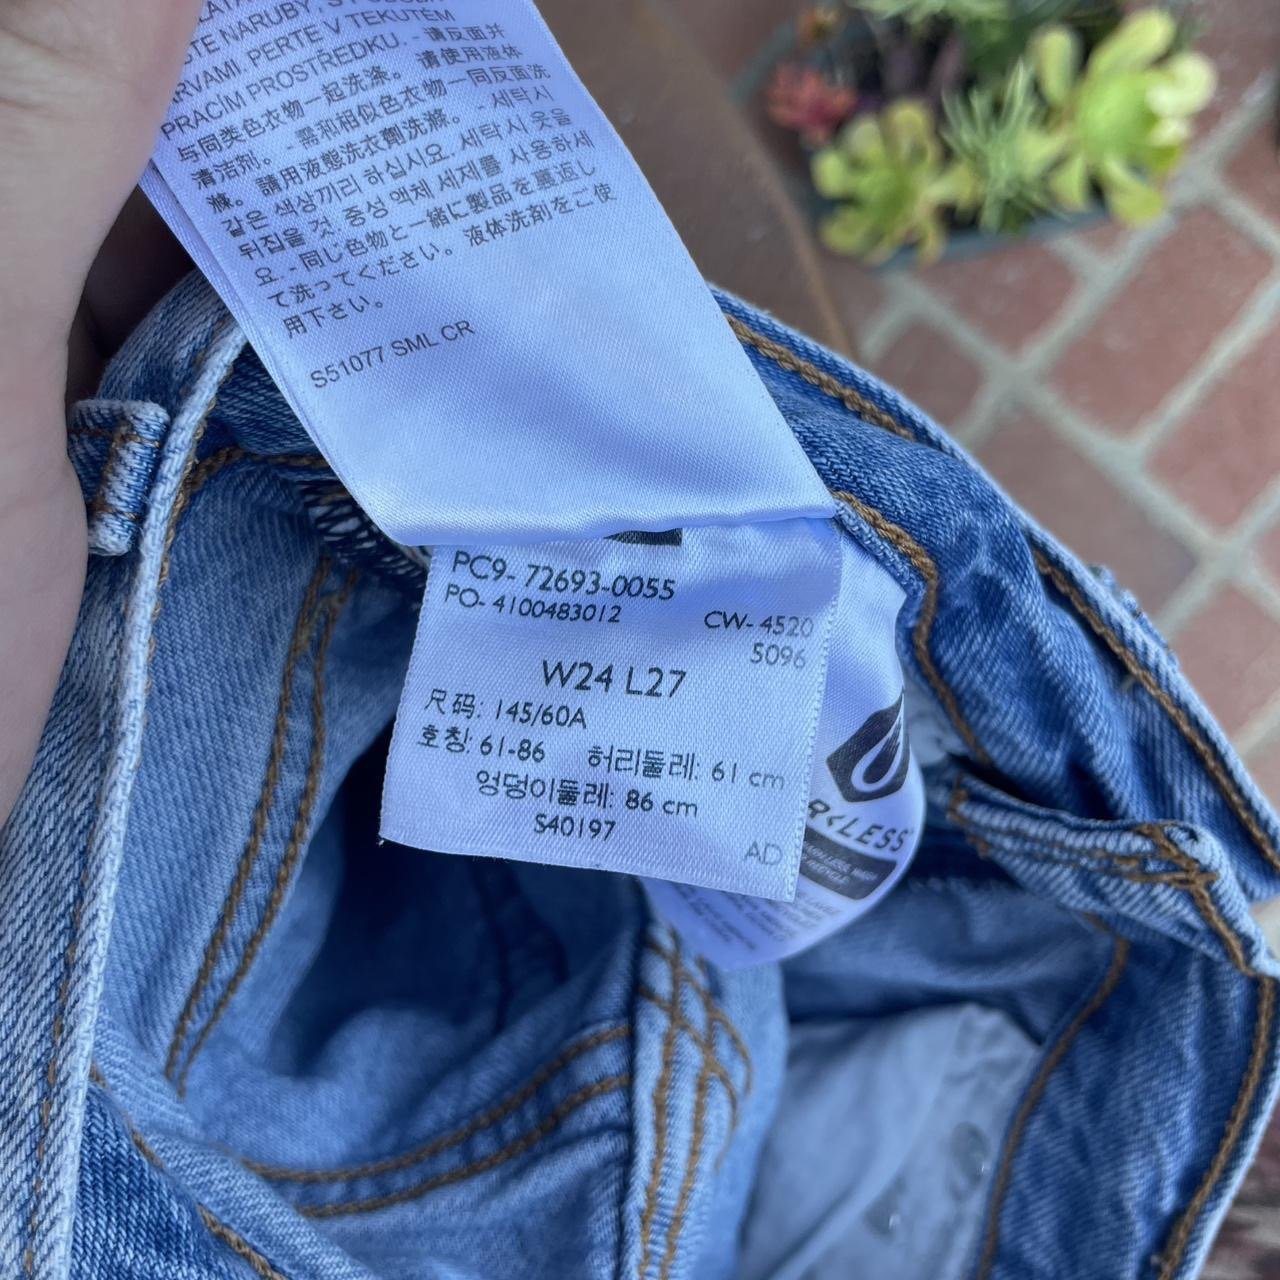 STE NARUBY, S PODOBN
RVAMI. PERTE V TEKUTÉM
PRACÍM PROSTŘEDKU. - 请反面并
与同类色衣物一起洗涤。 请使用液体
清洁剂。 - 需和相似色衣物一同反面洗
滌。 請用液態洗衣劑洗滌。 - 세탁시
같은 색상끼리 하십시요. 세탁시 옷을
뒤집을 것. 중성 액체 세제를 사용하세
요. - 同じ色物と一緒に製品を裏返し
て洗ってください。液体洗剤をご使
用下さい。
S51077 SML CR
PC9- 72693-0055
PO- 4100483012
CW- 4520
5096
W24 L27
尺码: 145/60A
호칭: 61-86 허리둘레: 61 cm
엉덩이둘레: 86 cm
S40197
AD
R<LESS